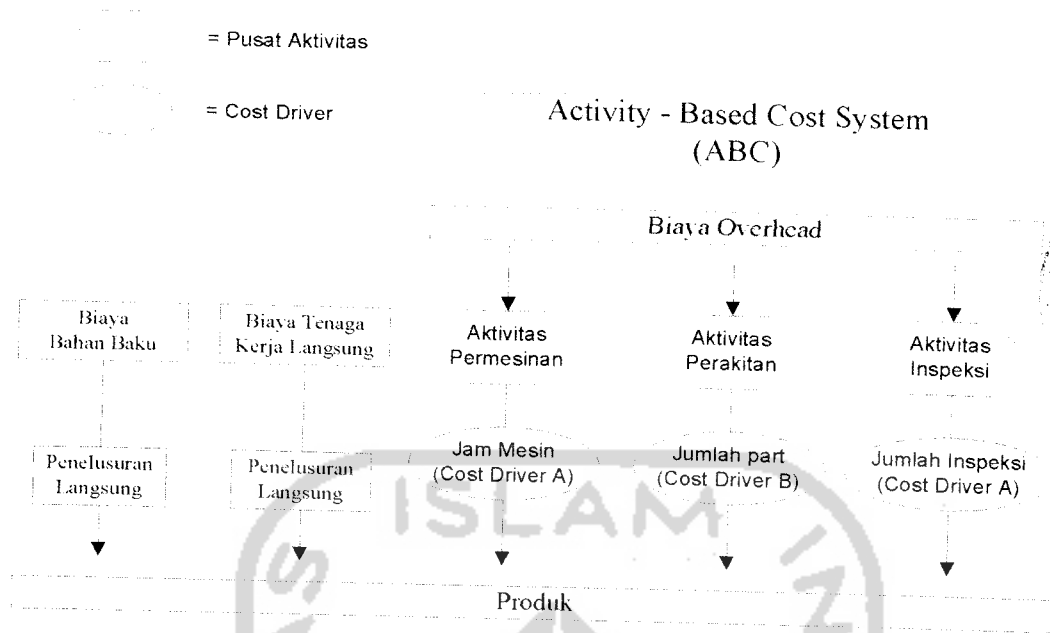 = Pusat Aktivitas
= Cost Driver
Activity - Based Cost System
(ABC)
Biaya Overhead
Biaya
Bahan Baku
Biaya Tenaga
Kerja Langsung
Aktivitas
Permesinan
Aktivitas
Perakitan
Aktivitas
Inspeksi
Penelusuran
Langsung
Penelusuran
Langsung
Jam Mesin
(Cost Driver A)
Jumlah part
(Cost Driver B)
Jumlah Inspeksi
(Cost Driver A)
ISLAM
Produk